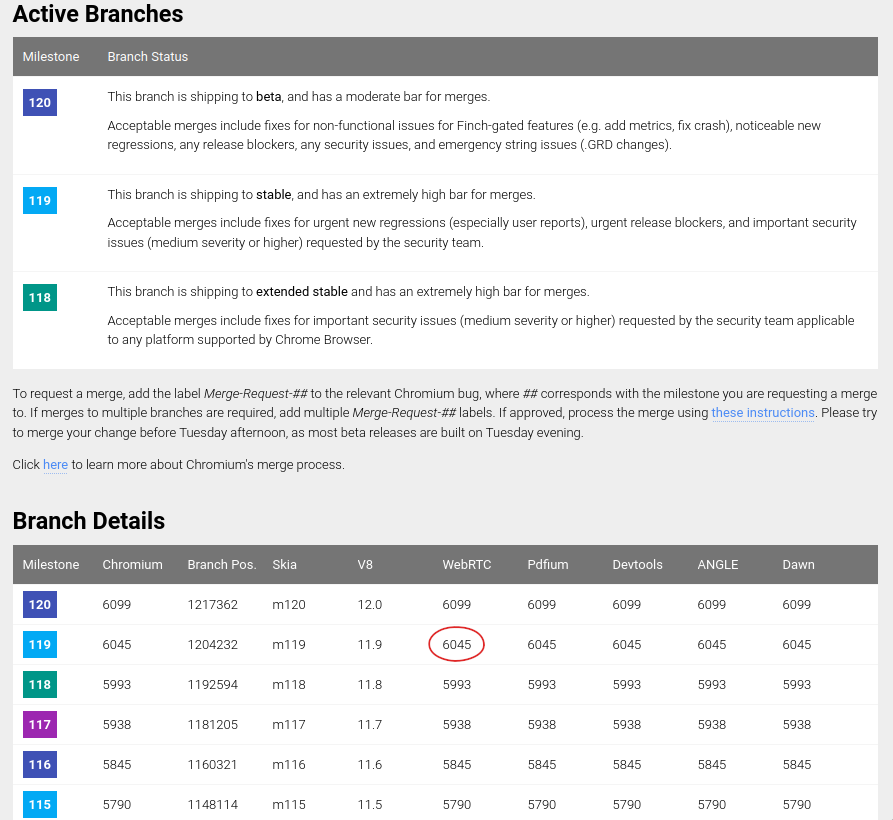 Active Branches
Milestone Branch Status
120 This branch is shipping to beta, and has a moderate bar for merges.
Acceptable merges include fixes for non-functional issues for Finch-gated features (e.g. add metrics, fix crash), noticeable new
regressions, any release blockers, any security issues, and emergency string issues (.GRD changes).
119 This branch is shipping to stable, and has an extremely high bar for merges.
Acceptable merges include fixes for urgent new regressions (especially user reports), urgent release blockers, and important security
issues (medium severity or higher) requested by the security team.
118 This branch is shipping to extended stable and has an extremely high bar for merges.
Acceptable merges include fixes for important security issues (medium severity or higher) requested by the security team applicable
to any platform supported by Chrome Browser.
To request a merge, add the label Merge-Request-## to the relevant Chromium bug, where ## corresponds with the milestone you are requesting a merge
to. If merges to multiple branches are required, add multiple Merge-Request-## labels. If approved, process the merge using these instructions. Please try
to merge your change before Tuesday afternoon, as most beta releases are built on Tuesday evening.
Click here to learn more about Chromium's merge process.
Branch Details
Milestone Chromium Branch Pos. Skia V8 WebRTC Pdfium Devtools ANGLE Dawn
120 6099 1217362 m120 12.0 6099 6099 6099 6099 6099
119 6045 1204232 m119 11.9 6045 6045 6045 6045 6045
118 5993 1192594 m118 11.8 5993 5993 5993 5993 5993
117 5938 1181205 m117 11.7 5938 5938 5938 5938 5938
116 5845 1160321 m116 11.6 5845 5845 5845 5845 5845
115 5790 1148114 m115 11.5 5790 5790 5790 5790 5790